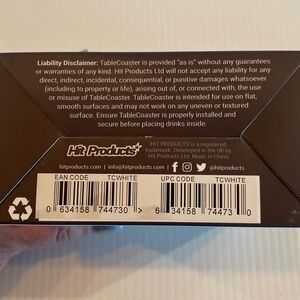 Liability Disclaimer: TableCoaster is provided "as is" without any guarantees
or warranties of any kind. Hit Products Ltd will not accept any liability for any
direct, indirect, incidental, consequential, or punitive damages whatsoever
(including to property or life), arising out of, or connected with, the use
or misuse of TableCoaster. TableCoaster is intended for use on flat,
smooth surfaces and may not work on any uneven or textured
surface. Ensure TableCoaster is properly installed and
secure before placing drinks inside.
Hit Products
HIT PRODUCTS is a registered
trademark. Developed in the UK by
Hit Products Ltd. Made in China.
hitproducts.com | hitproducts.com | @hitproducts
EAN CODE TCWHITE UPC CODE TCWHITE
0 634158 744730 > 6 34158 74473 0